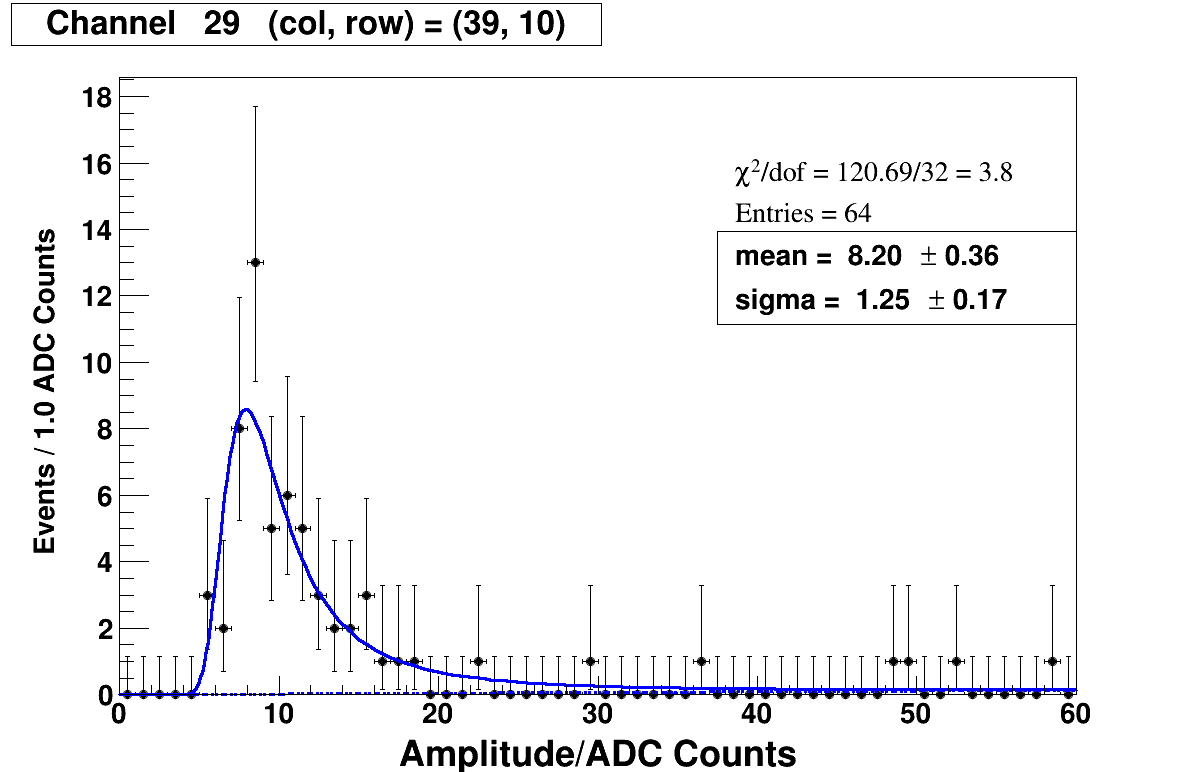 Channel 29 (col, row) = (39, 10)
18
16
14
12
10
8
6
4
2
0
Events / 1.0 ADC Counts
χ²/dof = 120.69/32 = 3.8
Entries = 64
mean = 8.20 ± 0.36
sigma = 1.25 ± 0.17
0 10 20 30 40 50 60
Amplitude/ADC Counts